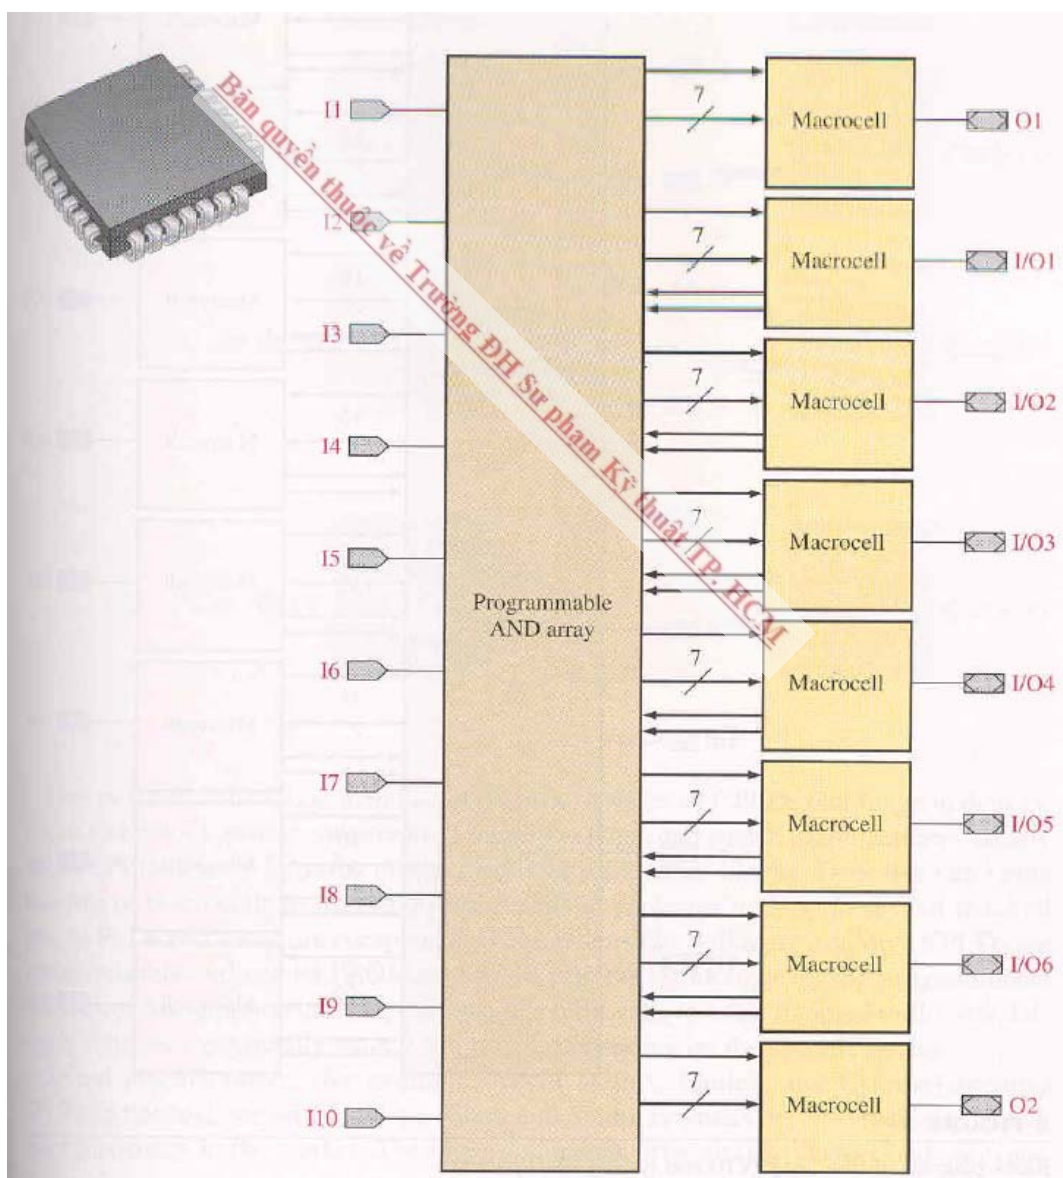 Bản quyền thuộc về Trường ĐH Sư phạm Kỹ thuật TP. HCM
I1
I2
I3
I4
I5
I6
I7
I8
I9
I10
Programmable
AND array
7
Macrocell
O1
7
Macrocell
I/O1
7
Macrocell
I/O2
7
Macrocell
I/O3
7
Macrocell
I/O4
7
Macrocell
I/O5
7
Macrocell
I/O6
7
Macrocell
O2